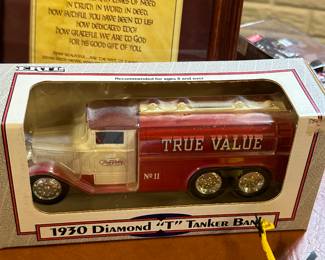 IN TRUTH IN WORD IN DEED.
HOW FAITHFUL YOU HAVE BEEN TO US!
HOW DEDICATED TOO!
HOW GRATEFUL WE ARE TO GOD
FOR HIS GOOD GIFT OF YOU.
ERTL
Recommended for ages 8 and over
TRUE VALUE
No 11
1930 Diamond "T" Tanker Bank